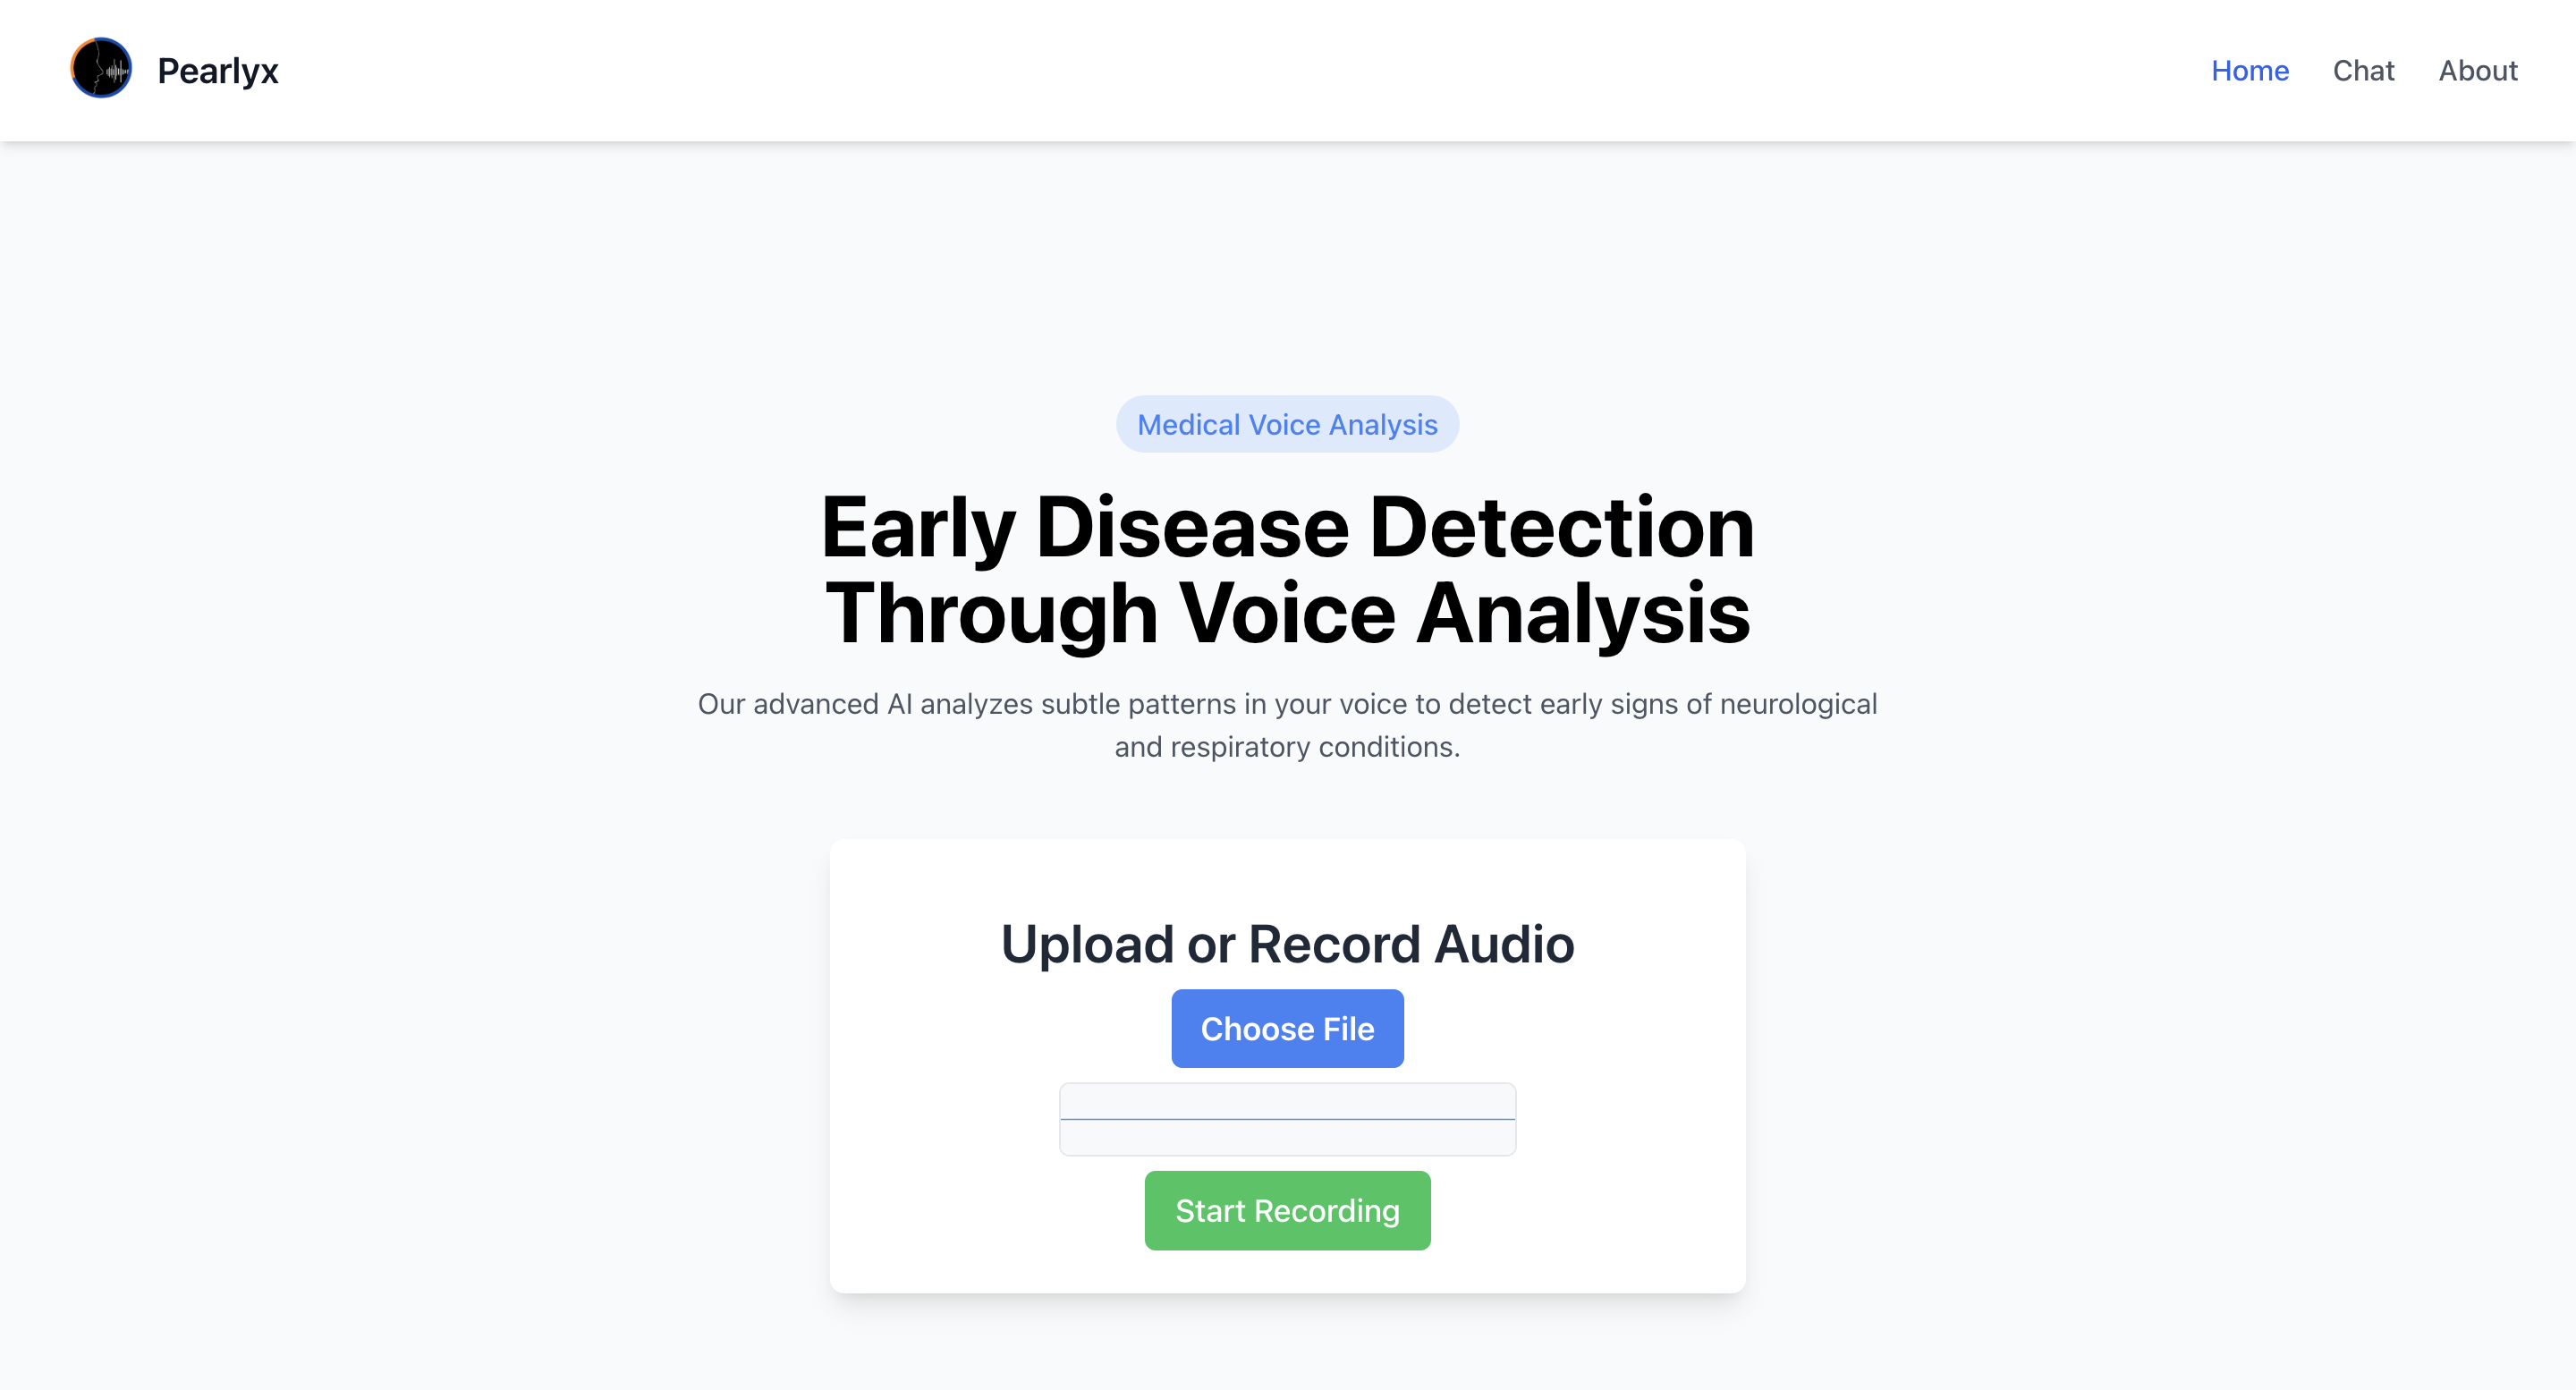 Pearlyx
Home
Chat
About
Medical Voice Analysis
Early Disease Detection
Through Voice Analysis
Our advanced AI analyzes subtle patterns in your voice to detect early signs of neurological
and respiratory conditions.
Upload or Record Audio
Choose File
Start Recording